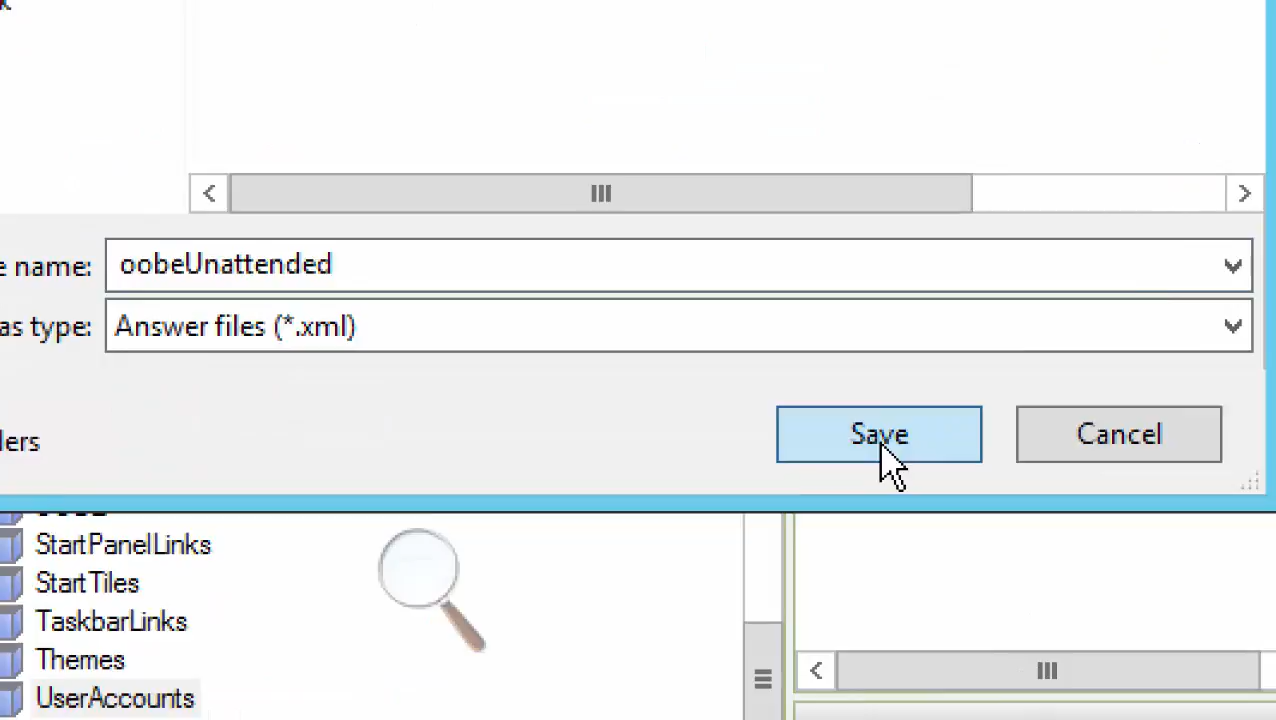 e name: oobeUnattended
as type: Answer files (*.xml)
lers
Save
Cancel
StartPanelLinks
StartTiles
TaskbarLinks
Themes
UserAccounts